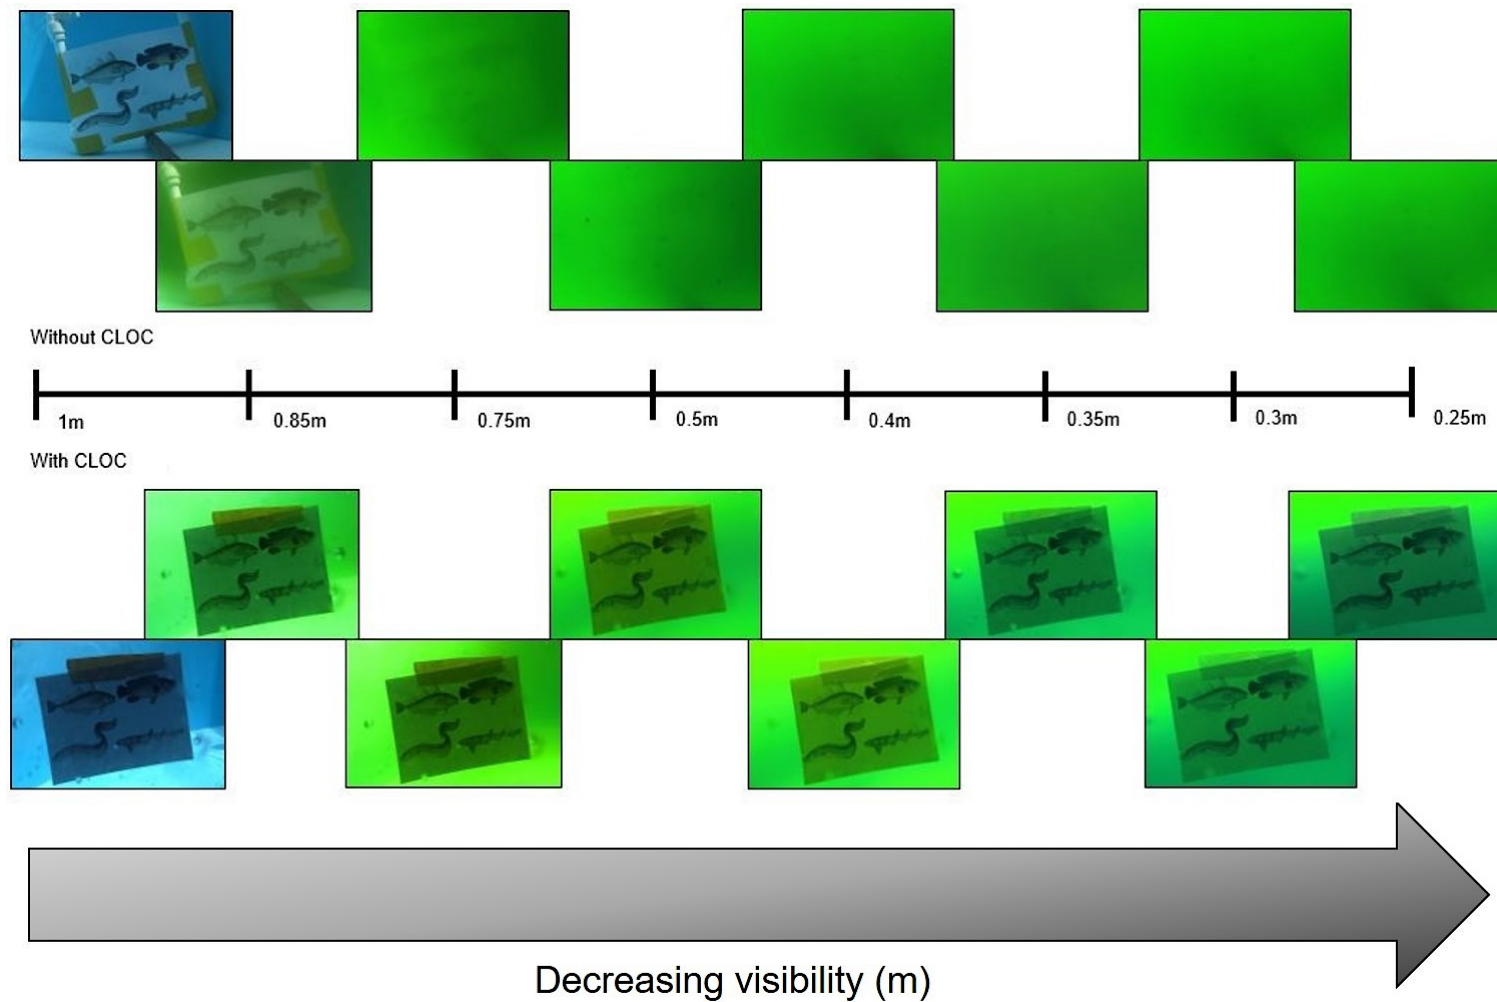 Without CLOC
1m
0.85m
0.75m
0.5m
0.4m
0.35m
0.3m
0.25m
With CLOC
Decreasing visibility (m)